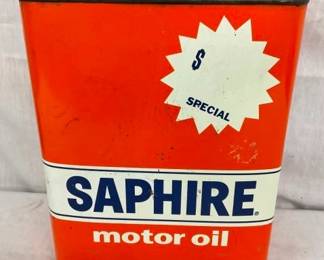 $
SPECIAL
SAPHIRE®
motor oil